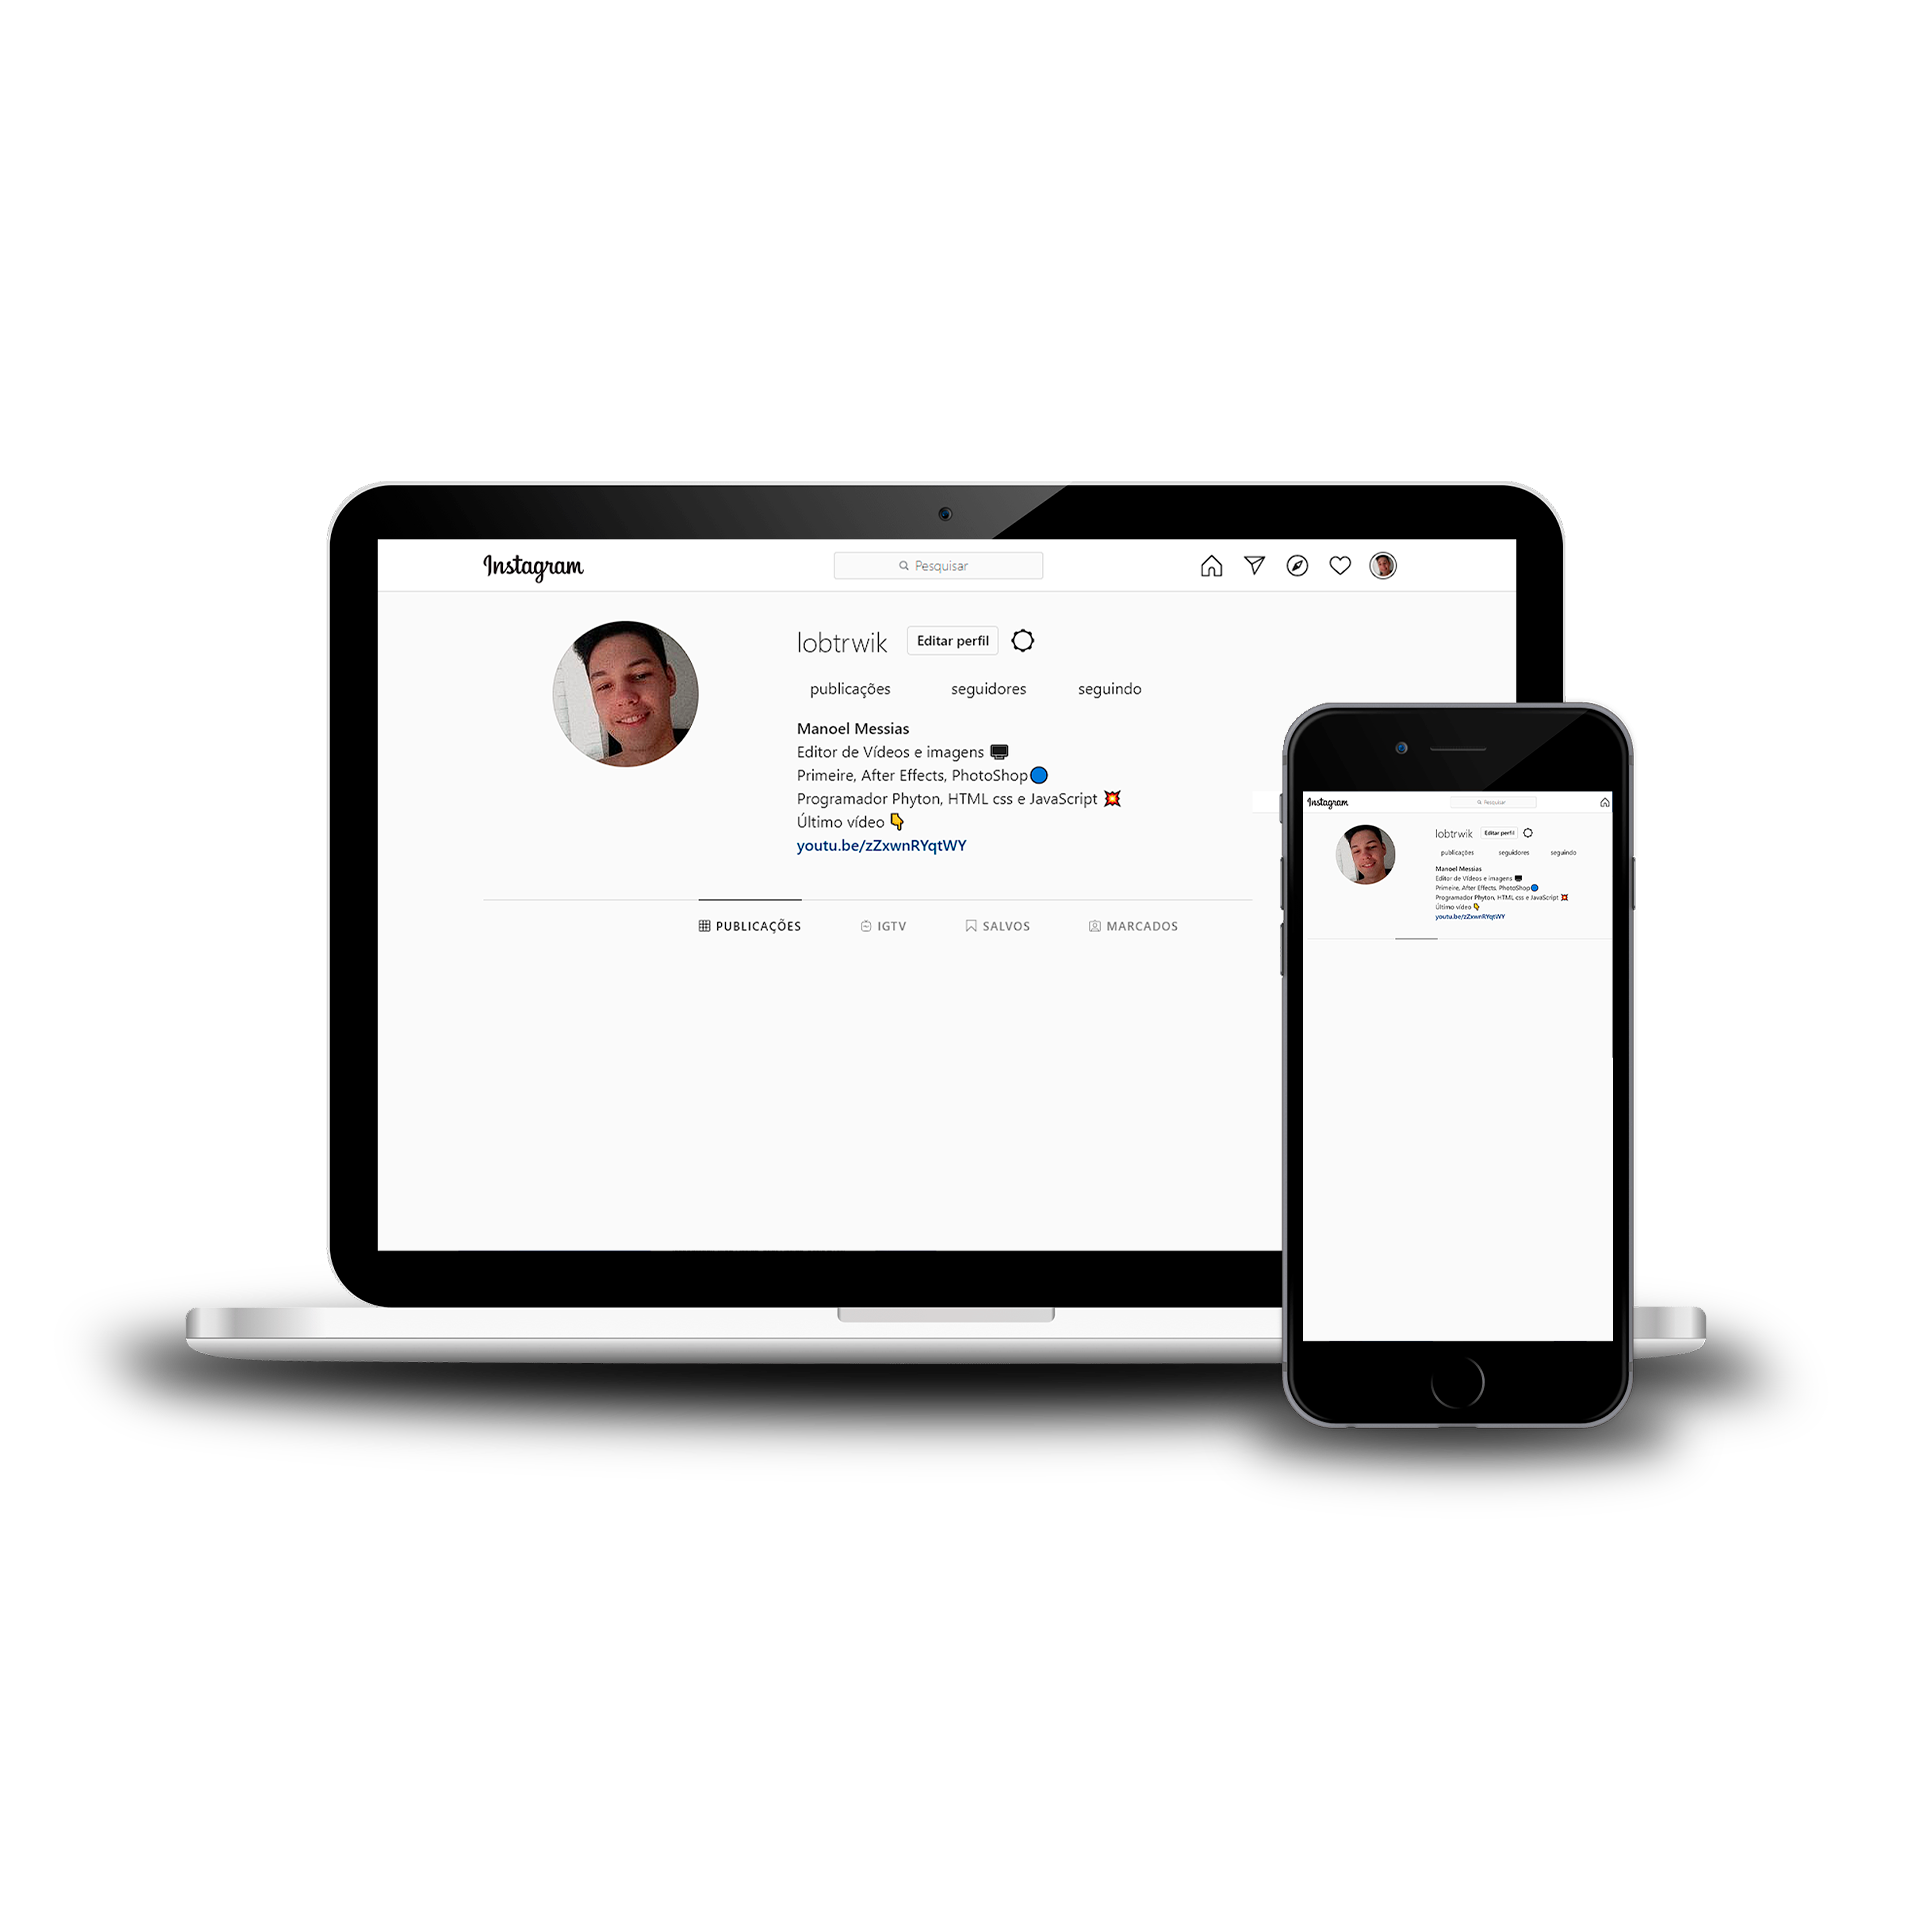 Instagram
Pesquisar
lobtrwik Editar perfil
publicações seguidores seguindo
Manoel Messias
Editor de Vídeos e imagens
Primeire, After Effects, PhotoShop
Programador Phyton, HTML css e JavaScript
Último vídeo
youtu.be/zZxwnRYqtWY
PUBLICAÇÕES IGTV SALVOS MARCADOS
Instagram
Pesquisar
lobtrwik Editar perfil
publicações seguidores seguindo
Manoel Messias
Editor de Vídeos e imagens
Primeire, After Effects, PhotoShop
Programador Phyton, HTML css e JavaScript
Último vídeo
youtu.be/zZxwnRYqtWY